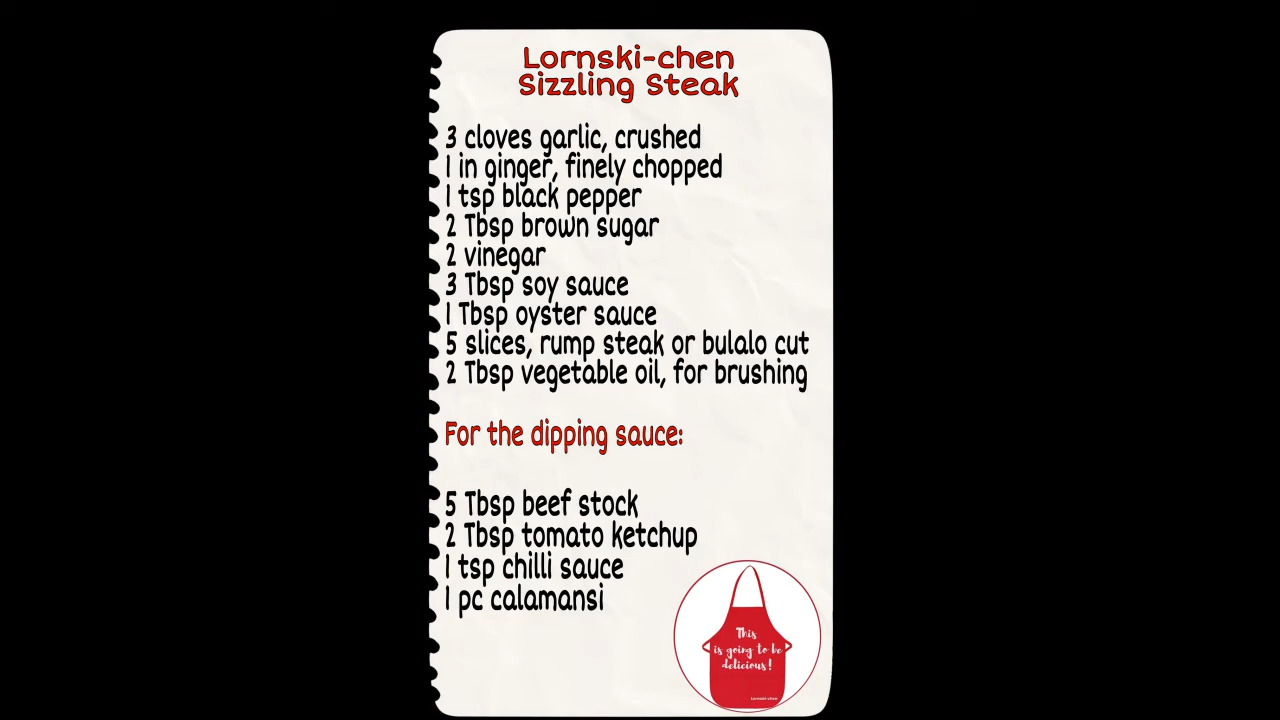 Lornski-chen
Sizzling Steak
3 cloves garlic, crushed
1 in ginger, finely chopped
1 tsp black pepper
2 Tbsp brown sugar
2 vinegar
3 Tbsp soy sauce
1 Tbsp oyster sauce
5 slices, rump steak or bulalo cut
2 Tbsp vegetable oil, for brushing
For the dipping sauce:
5 Tbsp beef stock
2 Tbsp tomato ketchup
1 tsp chilli sauce
1 pc calamansi
This
is going to be
delicious!
Lornski-chen